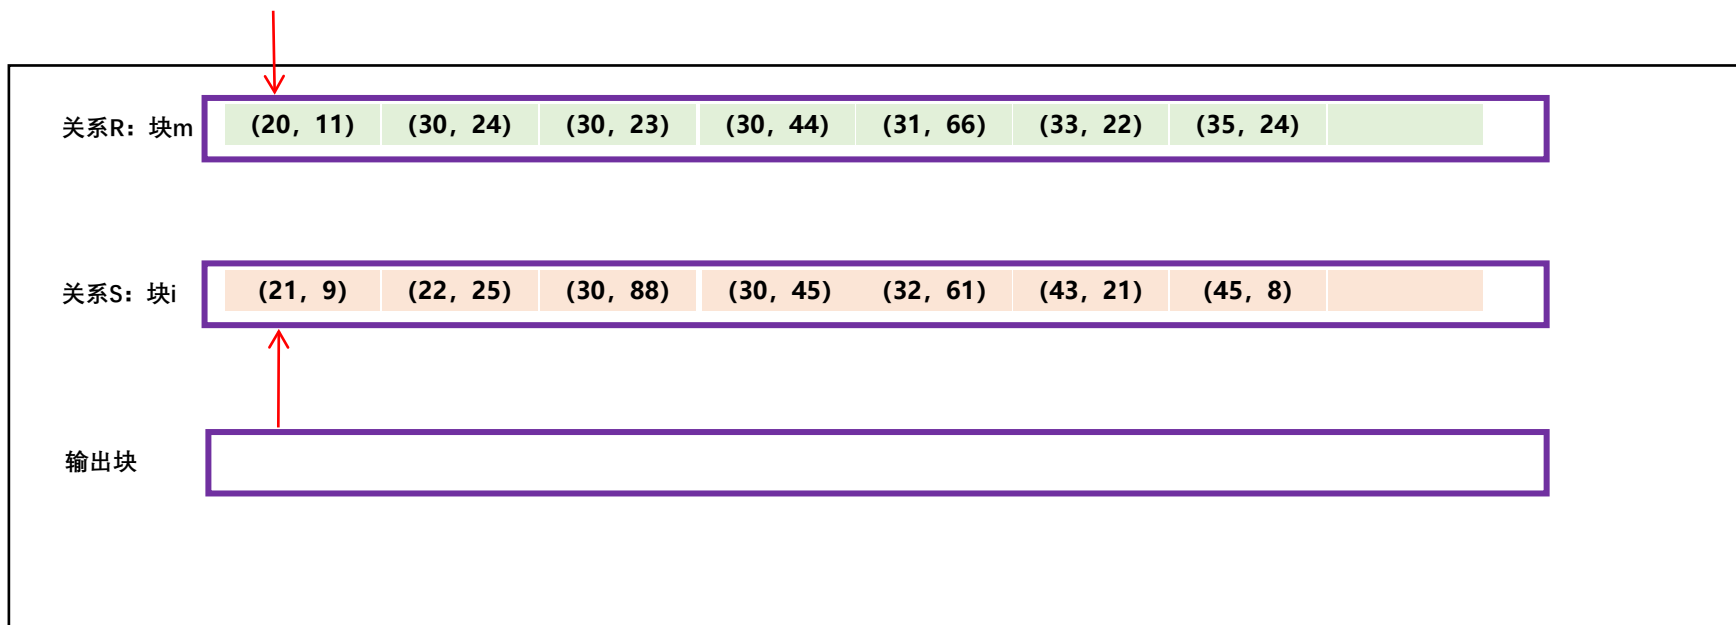 关系R：块m (20，11) (30，24) (30，23) (30，44) (31，66) (33，22) (35，24)
关系S：块i (21，9) (22，25) (30，88) (30，45) (32，61) (43，21) (45，8)
输出块